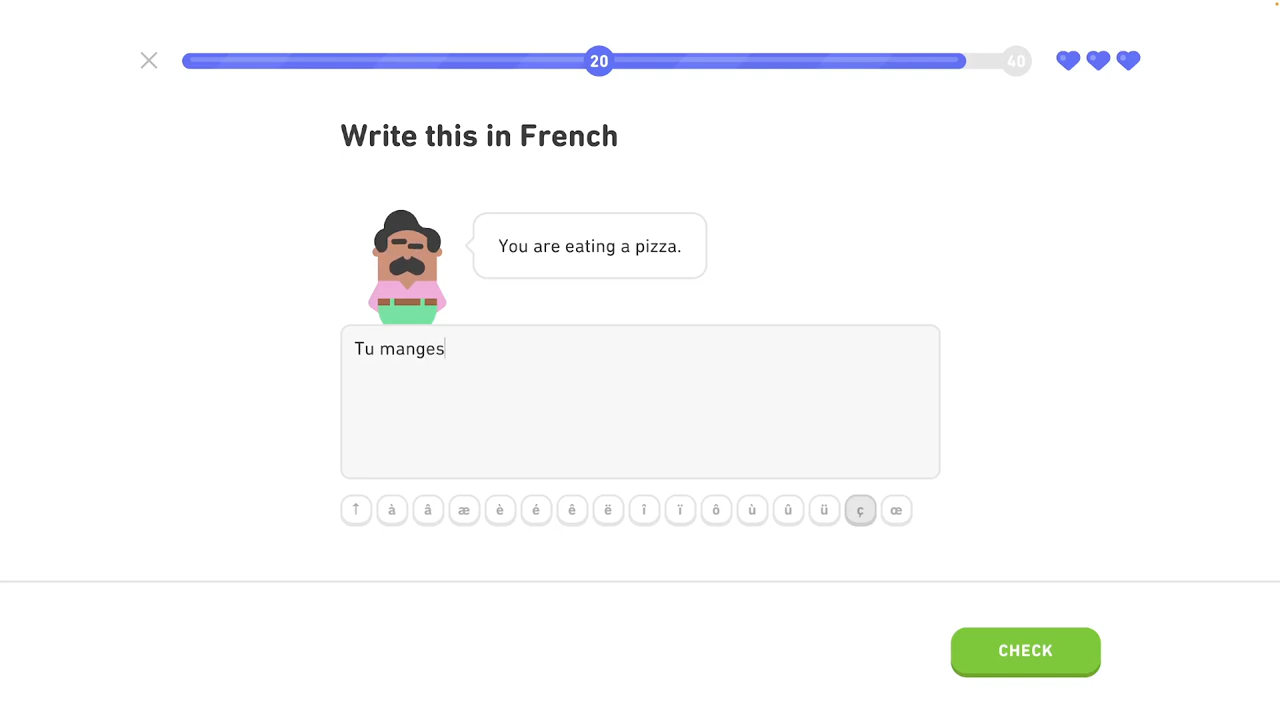 20
40
Write this in French
You are eating a pizza.
Tu manges
↑ à â æ è é ê ë î ï ô ù û ü ç œ
CHECK